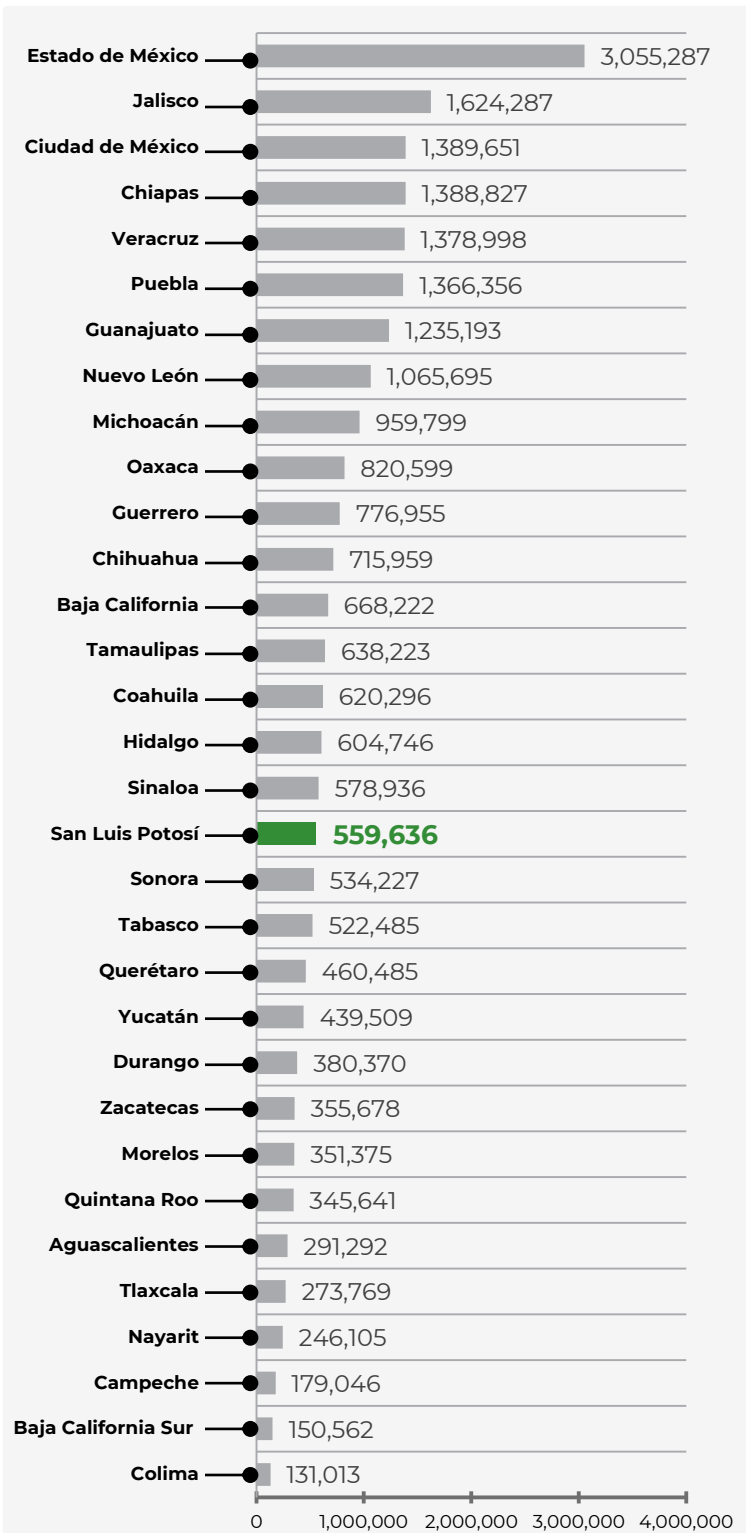 Estado de México 3,055,287
Jalisco 1,624,287
Ciudad de México 1,389,651
Chiapas 1,388,827
Veracruz 1,378,998
Puebla 1,366,356
Guanajuato 1,235,193
Nuevo León 1,065,695
Michoacán 959,799
Oaxaca 820,599
Guerrero 776,955
Chihuahua 715,959
Baja California 668,222
Tamaulipas 638,223
Coahuila 620,296
Hidalgo 604,746
Sinaloa 578,936
San Luis Potosí 559,636
Sonora 534,227
Tabasco 522,485
Querétaro 460,485
Yucatán 439,509
Durango 380,370
Zacatecas 355,678
Morelos 351,375
Quintana Roo 345,641
Aguascalientes 291,292
Tlaxcala 273,769
Nayarit 246,105
Campeche 179,046
Baja California Sur 150,562
Colima 131,013
0 1,000,000 2,000,000 3,000,000 4,000,000